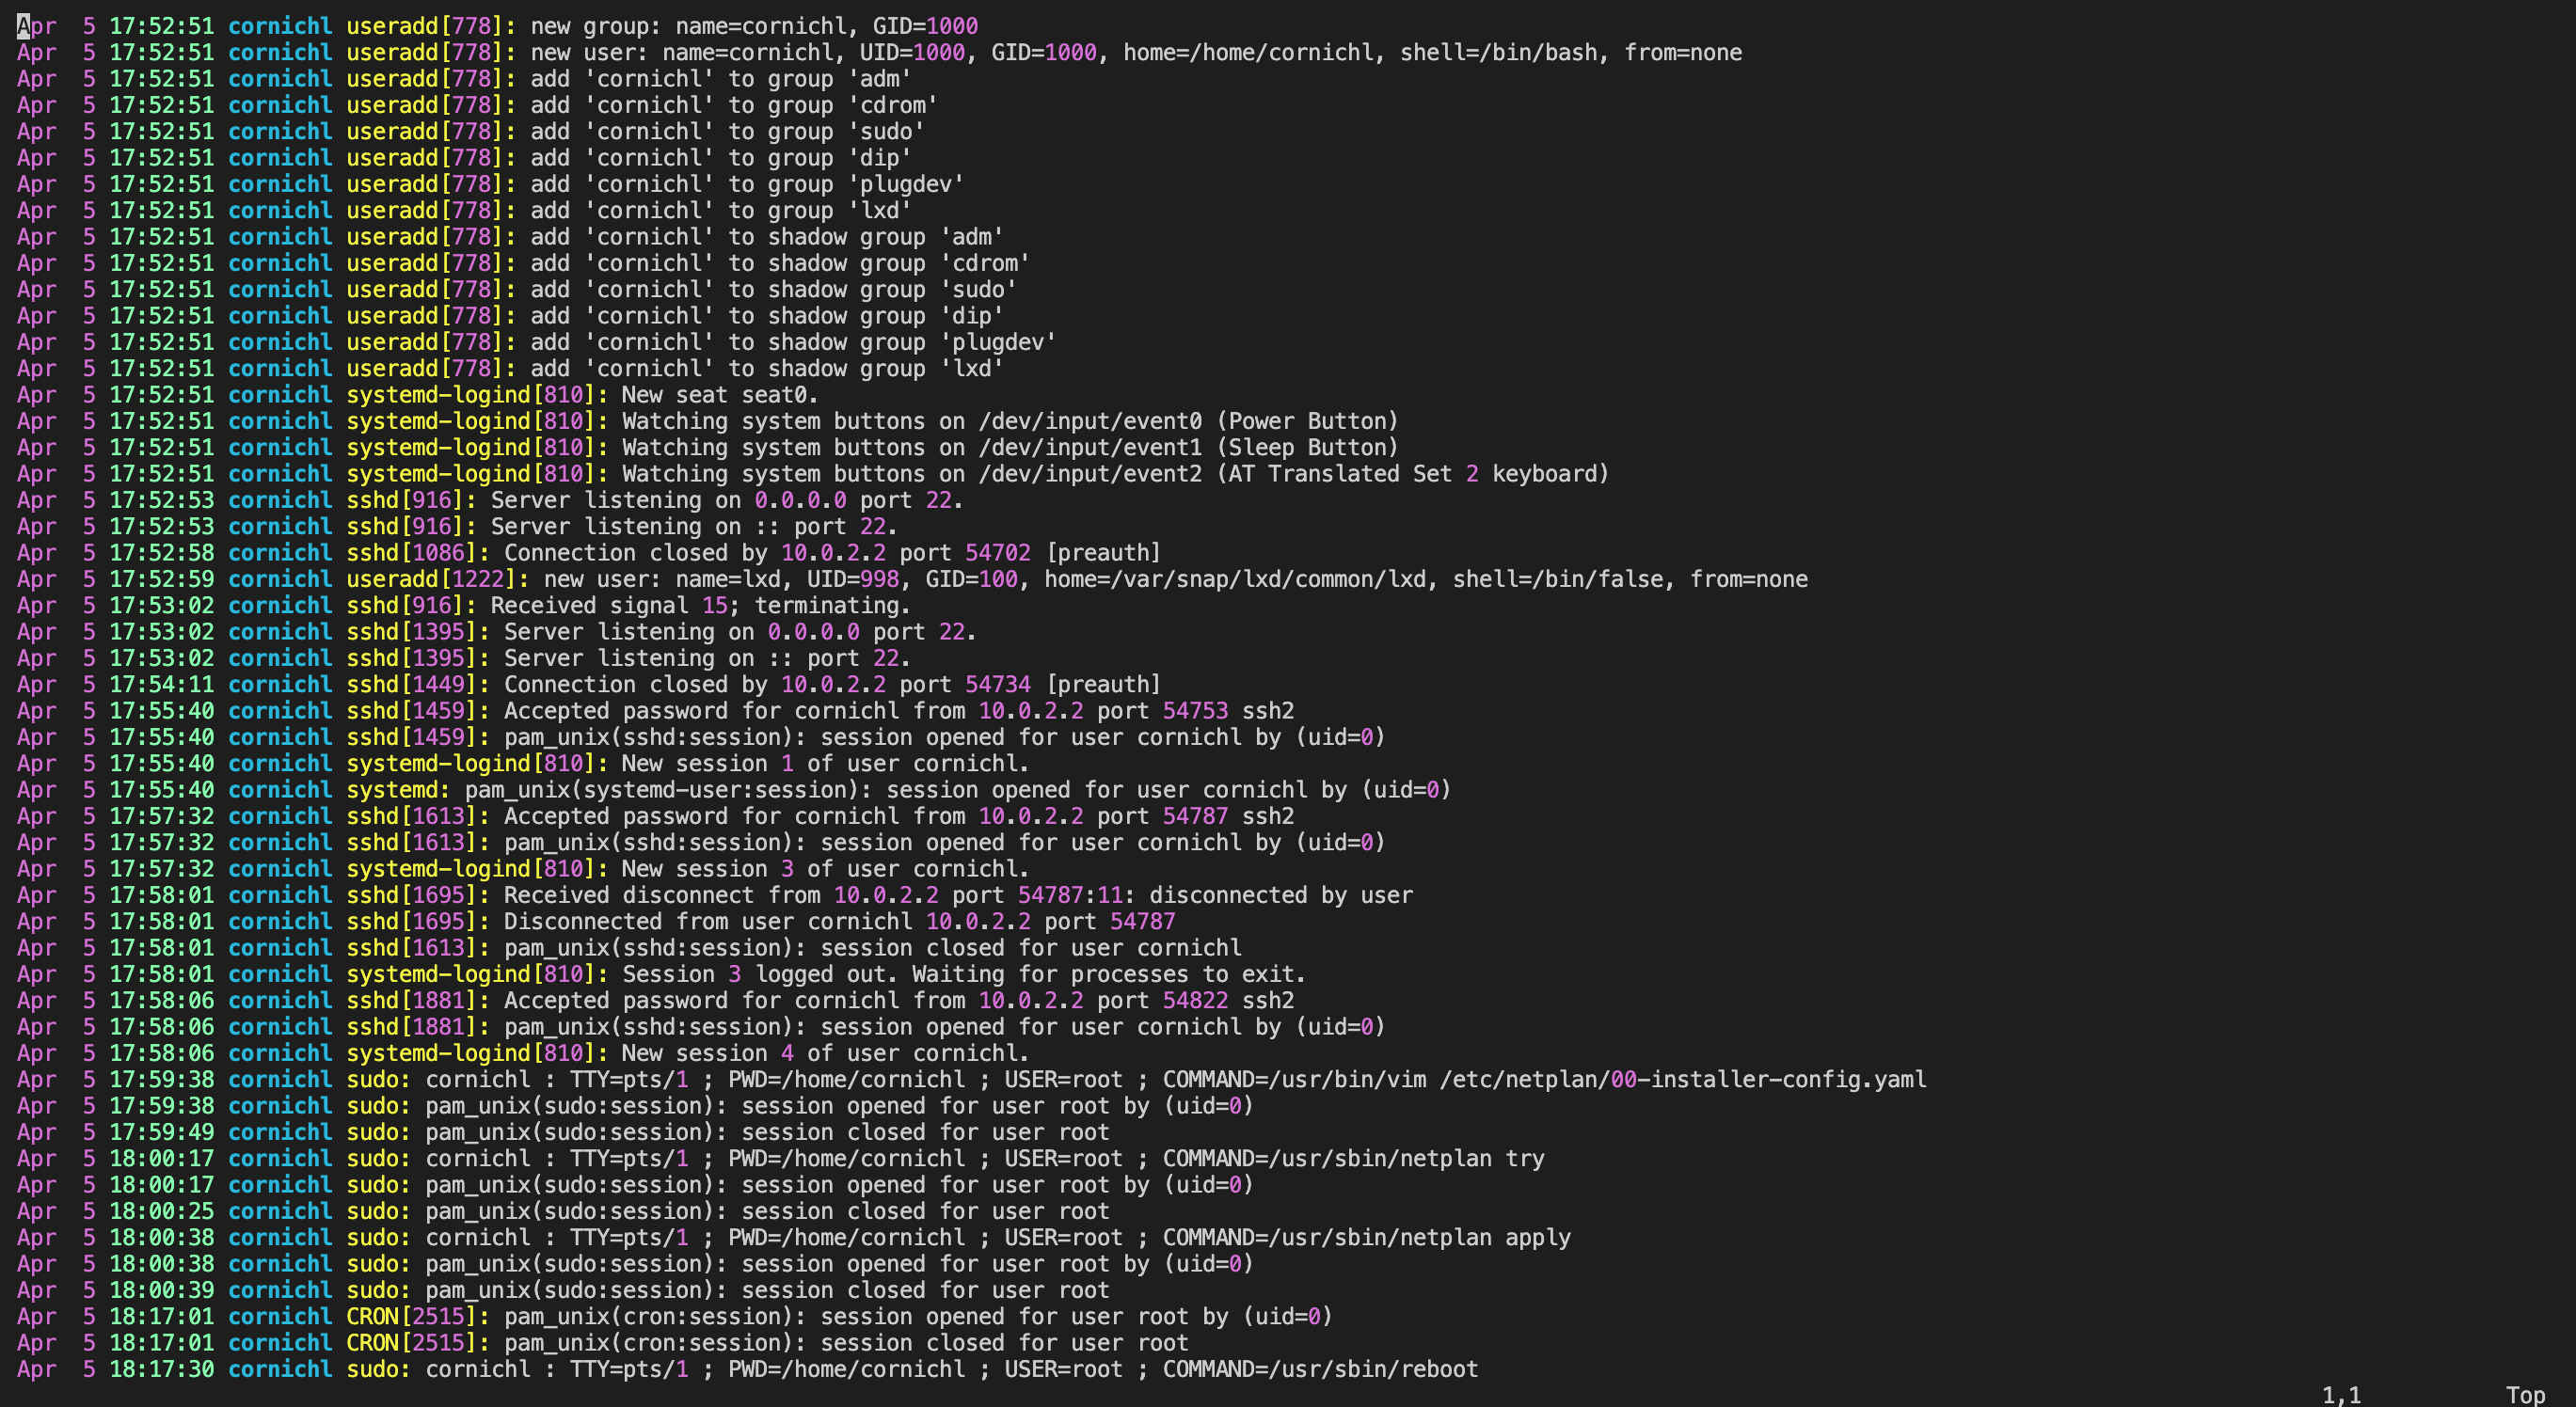 Apr  5 17:52:51 cornichl useradd[778]: new group: name=cornichl, GID=1000
Apr  5 17:52:51 cornichl useradd[778]: new user: name=cornichl, UID=1000, GID=1000, home=/home/cornichl, shell=/bin/bash, from=none
Apr  5 17:52:51 cornichl useradd[778]: add 'cornichl' to group 'adm'
Apr  5 17:52:51 cornichl useradd[778]: add 'cornichl' to group 'cdrom'
Apr  5 17:52:51 cornichl useradd[778]: add 'cornichl' to group 'sudo'
Apr  5 17:52:51 cornichl useradd[778]: add 'cornichl' to group 'dip'
Apr  5 17:52:51 cornichl useradd[778]: add 'cornichl' to group 'plugdev'
Apr  5 17:52:51 cornichl useradd[778]: add 'cornichl' to group 'lxd'
Apr  5 17:52:51 cornichl useradd[778]: add 'cornichl' to shadow group 'adm'
Apr  5 17:52:51 cornichl useradd[778]: add 'cornichl' to shadow group 'cdrom'
Apr  5 17:52:51 cornichl useradd[778]: add 'cornichl' to shadow group 'sudo'
Apr  5 17:52:51 cornichl useradd[778]: add 'cornichl' to shadow group 'dip'
Apr  5 17:52:51 cornichl useradd[778]: add 'cornichl' to shadow group 'plugdev'
Apr  5 17:52:51 cornichl useradd[778]: add 'cornichl' to shadow group 'lxd'
Apr  5 17:52:51 cornichl systemd-logind[810]: New seat seat0.
Apr  5 17:52:51 cornichl systemd-logind[810]: Watching system buttons on /dev/input/event0 (Power Button)
Apr  5 17:52:51 cornichl systemd-logind[810]: Watching system buttons on /dev/input/event1 (Sleep Button)
Apr  5 17:52:51 cornichl systemd-logind[810]: Watching system buttons on /dev/input/event2 (AT Translated Set 2 keyboard)
Apr  5 17:52:53 cornichl sshd[916]: Server listening on 0.0.0.0 port 22.
Apr  5 17:52:53 cornichl sshd[916]: Server listening on :: port 22.
Apr  5 17:52:58 cornichl sshd[1086]: Connection closed by 10.0.2.2 port 54702 [preauth]
Apr  5 17:52:59 cornichl useradd[1222]: new user: name=lxd, UID=998, GID=100, home=/var/snap/lxd/common/lxd, shell=/bin/false, from=none
Apr  5 17:53:02 cornichl sshd[916]: Received signal 15; terminating.
Apr  5 17:53:02 cornichl sshd[1395]: Server listening on 0.0.0.0 port 22.
Apr  5 17:53:02 cornichl sshd[1395]: Server listening on :: port 22.
Apr  5 17:54:11 cornichl sshd[1449]: Connection closed by 10.0.2.2 port 54734 [preauth]
Apr  5 17:55:40 cornichl sshd[1459]: Accepted password for cornichl from 10.0.2.2 port 54753 ssh2
Apr  5 17:55:40 cornichl sshd[1459]: pam_unix(sshd:session): session opened for user cornichl by (uid=0)
Apr  5 17:55:40 cornichl systemd-logind[810]: New session 1 of user cornichl.
Apr  5 17:55:40 cornichl systemd: pam_unix(systemd-user:session): session opened for user cornichl by (uid=0)
Apr  5 17:57:32 cornichl sshd[1613]: Accepted password for cornichl from 10.0.2.2 port 54787 ssh2
Apr  5 17:57:32 cornichl sshd[1613]: pam_unix(sshd:session): session opened for user cornichl by (uid=0)
Apr  5 17:57:32 cornichl systemd-logind[810]: New session 3 of user cornichl.
Apr  5 17:58:01 cornichl sshd[1695]: Received disconnect from 10.0.2.2 port 54787:11: disconnected by user
Apr  5 17:58:01 cornichl sshd[1695]: Disconnected from user cornichl 10.0.2.2 port 54787
Apr  5 17:58:01 cornichl sshd[1613]: pam_unix(sshd:session): session closed for user cornichl
Apr  5 17:58:01 cornichl systemd-logind[810]: Session 3 logged out. Waiting for processes to exit.
Apr  5 17:58:06 cornichl sshd[1881]: Accepted password for cornichl from 10.0.2.2 port 54822 ssh2
Apr  5 17:58:06 cornichl sshd[1881]: pam_unix(sshd:session): session opened for user cornichl by (uid=0)
Apr  5 17:58:06 cornichl systemd-logind[810]: New session 4 of user cornichl.
Apr  5 17:59:38 cornichl sudo: cornichl : TTY=pts/1 ; PWD=/home/cornichl ; USER=root ; COMMAND=/usr/bin/vim /etc/netplan/00-installer-config.yaml
Apr  5 17:59:38 cornichl sudo: pam_unix(sudo:session): session opened for user root by (uid=0)
Apr  5 17:59:49 cornichl sudo: pam_unix(sudo:session): session closed for user root
Apr  5 18:00:17 cornichl sudo: cornichl : TTY=pts/1 ; PWD=/home/cornichl ; USER=root ; COMMAND=/usr/sbin/netplan try
Apr  5 18:00:17 cornichl sudo: pam_unix(sudo:session): session opened for user root by (uid=0)
Apr  5 18:00:25 cornichl sudo: pam_unix(sudo:session): session closed for user root
Apr  5 18:00:38 cornichl sudo: cornichl : TTY=pts/1 ; PWD=/home/cornichl ; USER=root ; COMMAND=/usr/sbin/netplan apply
Apr  5 18:00:38 cornichl sudo: pam_unix(sudo:session): session opened for user root by (uid=0)
Apr  5 18:00:39 cornichl sudo: pam_unix(sudo:session): session closed for user root
Apr  5 18:17:01 cornichl CRON[2515]: pam_unix(cron:session): session opened for user root by (uid=0)
Apr  5 18:17:01 cornichl CRON[2515]: pam_unix(cron:session): session closed for user root
Apr  5 18:17:30 cornichl sudo: cornichl : TTY=pts/1 ; PWD=/home/cornichl ; USER=root ; COMMAND=/usr/sbin/reboot
1,1 Top